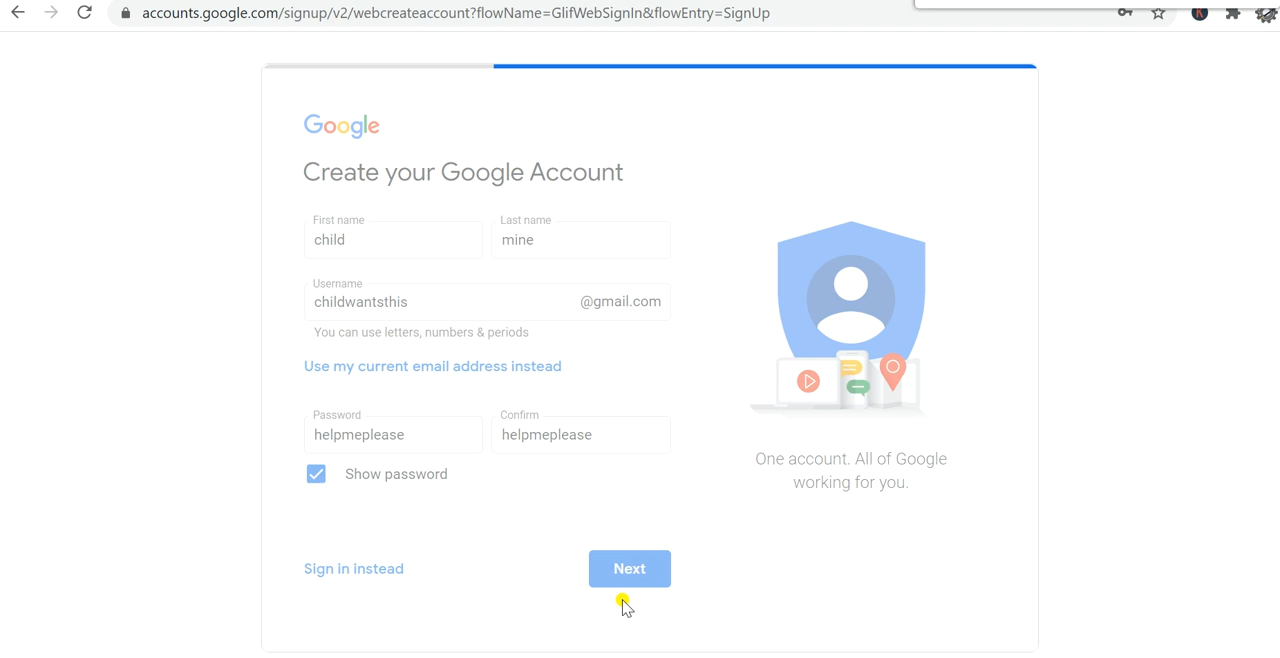 accounts.google.com/signup/v2/webcreateaccount?flowName=GlifWebSignIn&flowEntry=SignUp
K
Google
Create your Google Account
First name
Last name
child
mine
Username
childwantsthis
@gmail.com
You can use letters, numbers & periods
Use my current email address instead
Password
Confirm
helpmeplease
helpmeplease
Show password
One account. All of Google
working for you.
Sign in instead
Next